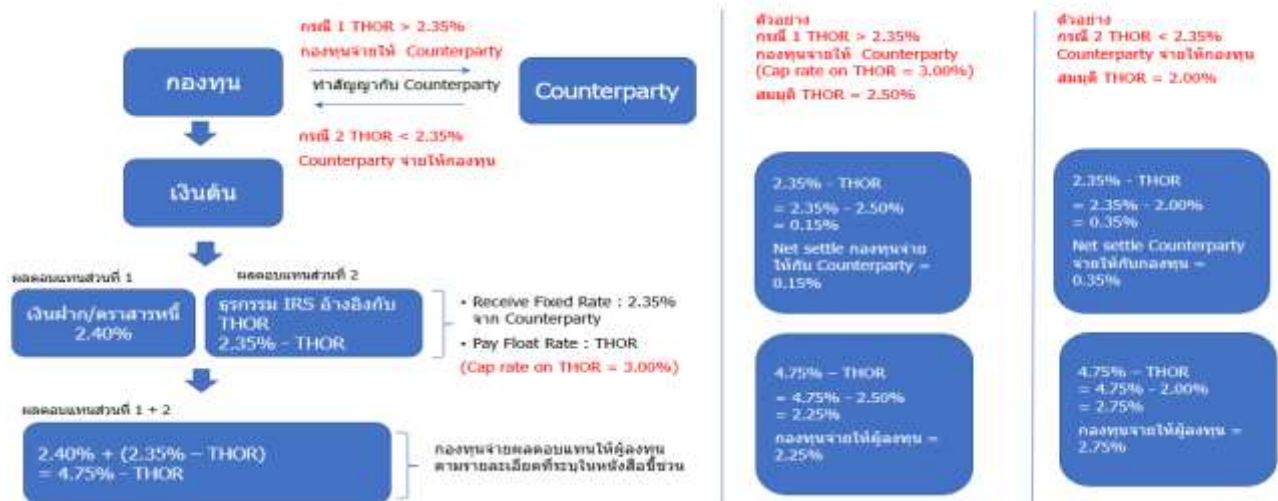 กรณี 1 THOR > 2.35%
กองทุนจ่ายให้ Counterparty
กองทุน
ทำสัญญากับ Counterparty
Counterparty
กรณี 2 THOR < 2.35%
Counterparty จ่ายให้กองทุน
เงินต้น
ผลตอบแทนส่วนที่ 1
ผลตอบแทนส่วนที่ 2
เงินฝาก/ตราสารหนี้
2.40%
ธุรกรรม IRS อ้างอิงกับ
THOR
2.35% - THOR
• Receive Fixed Rate : 2.35%
จาก Counterparty
• Pay Float Rate : THOR
(Cap rate on THOR = 3.00%)
ผลตอบแทนส่วนที่ 1 + 2
2.40% + (2.35% – THOR)
= 4.75% - THOR
กองทุนจ่ายผลตอบแทนให้ผู้ลงทุน
ตามรายละเอียดที่ระบุในหนังสือชี้ชวน
ตัวอย่าง
กรณี 1 THOR > 2.35%
กองทุนจ่ายให้ Counterparty
(Cap rate on THOR = 3.00%)
สมมุติ THOR = 2.50%
2.35% - THOR
= 2.35% - 2.50%
= 0.15%
Net settle กองทุนจ่าย
ให้กับ Counterparty =
0.15%
4.75% – THOR
= 4.75% - 2.50%
= 2.25%
กองทุนจ่ายให้ผู้ลงทุน =
2.25%
ตัวอย่าง
กรณี 2 THOR < 2.35%
Counterparty จ่ายให้กองทุน
สมมุติ THOR = 2.00%
2.35% - THOR
= 2.35% - 2.00%
= 0.35%
Net settle Counterparty
จ่ายให้กับกองทุน =
0.35%
4.75% – THOR
= 4.75% - 2.00%
= 2.75%
กองทุนจ่ายให้ผู้ลงทุน =
2.75%